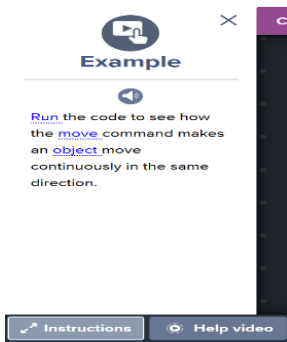 C
Example
Run the code to see how
the move command makes
an object move
continuously in the same
direction.
Instructions
Help video